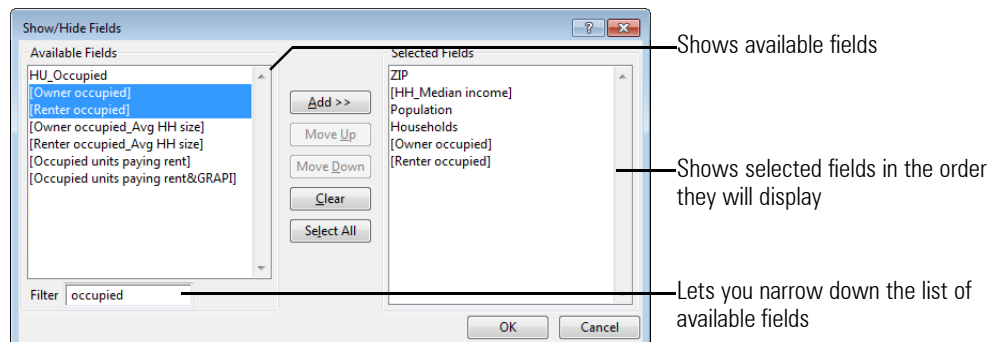 Show/Hide Fields
Available Fields
HU_Occupied
[Owner occupied]
[Renter occupied]
[Owner occupied_Avg HH size]
[Renter occupied_Avg HH size]
[Occupied units paying rent]
[Occupied units paying rent&GRAPI]
Filter occupied
Add >>
Move Up
Move Down
Clear
Select All
Selected Fields
ZIP
[HH_Median income]
Population
Households
[Owner occupied]
[Renter occupied]
OK Cancel
Shows available fields
Shows selected fields in the order
they will display
Lets you narrow down the list of
available fields